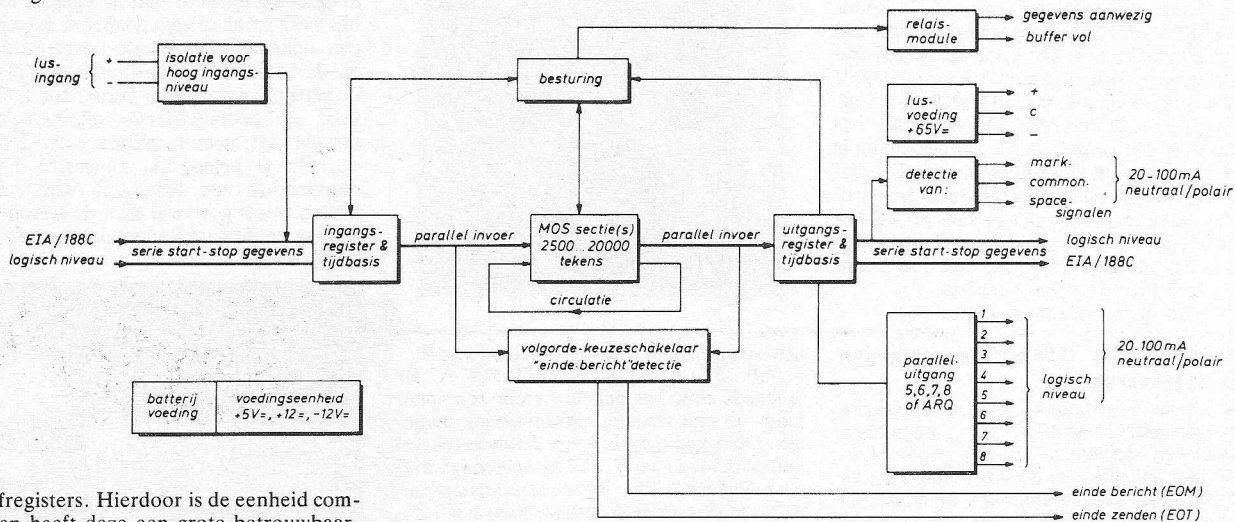 relais-
module
gegevens aanwezig
buffer vol
lus-
ingang
+
−
isolatie voor
hoog ingangs-
niveau
besturing
lus-
voeding
+65V=
+
c
−
detectie
van:
mark.
common.
space-
signalen
20-100mA
neutraal/polair
EIA/188C
logisch niveau
serie start-stop gegevens
ingangs-
register &
tijdbasis
parallel invoer
MOS sectie(s)
2500...20000
tekens
circulatie
parallel invoer
uitgangs-
register &
tijdbasis
serie start-stop gegevens
logisch niveau
EIA/188C
volgorde-keuzeschakelaar
"einde-bericht"detectie
parallel-
uitgang
5,6,7,8
of ARQ
1
2
3
4
5
6
7
8
logisch
niveau
20-100mA
neutraal/polair
batterij
voeding
voedingseenheid
+5V=,+12=,-12V=
einde bericht (EOM)
einde zenden (EOT)
fregisters. Hierdoor is de eenheid com-
en heeft deze een grote betrouwbaar-